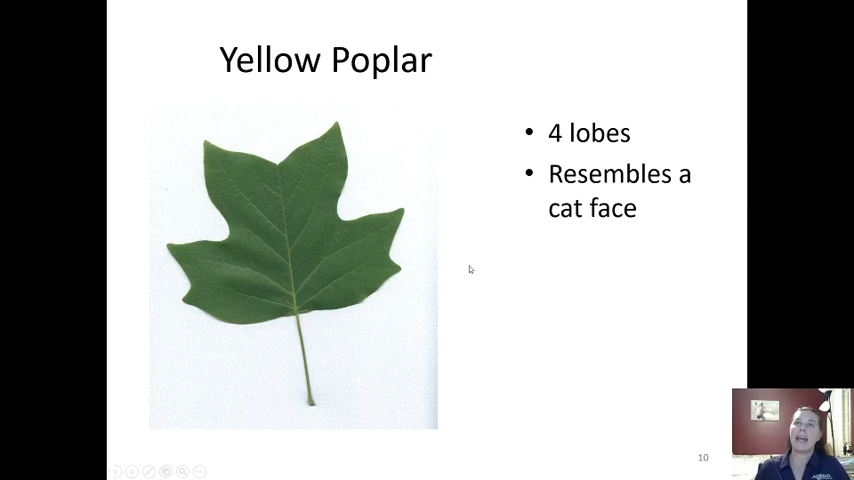 Yellow Poplar
• 4 lobes
• Resembles a
cat face
10